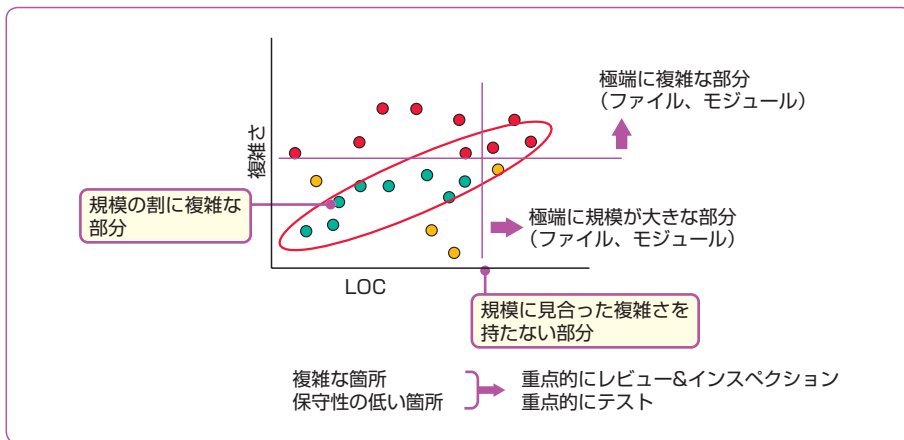 極端に複雑な部分
（ファイル、モジュール）
複雑さ
規模の割に複雑な
部分
極端に規模が大きな部分
（ファイル、モジュール）
LOC
規模に見合った複雑さを
持たない部分
複雑な箇所
保守性の低い箇所
重点的にレビュー&インスペクション
重点的にテスト